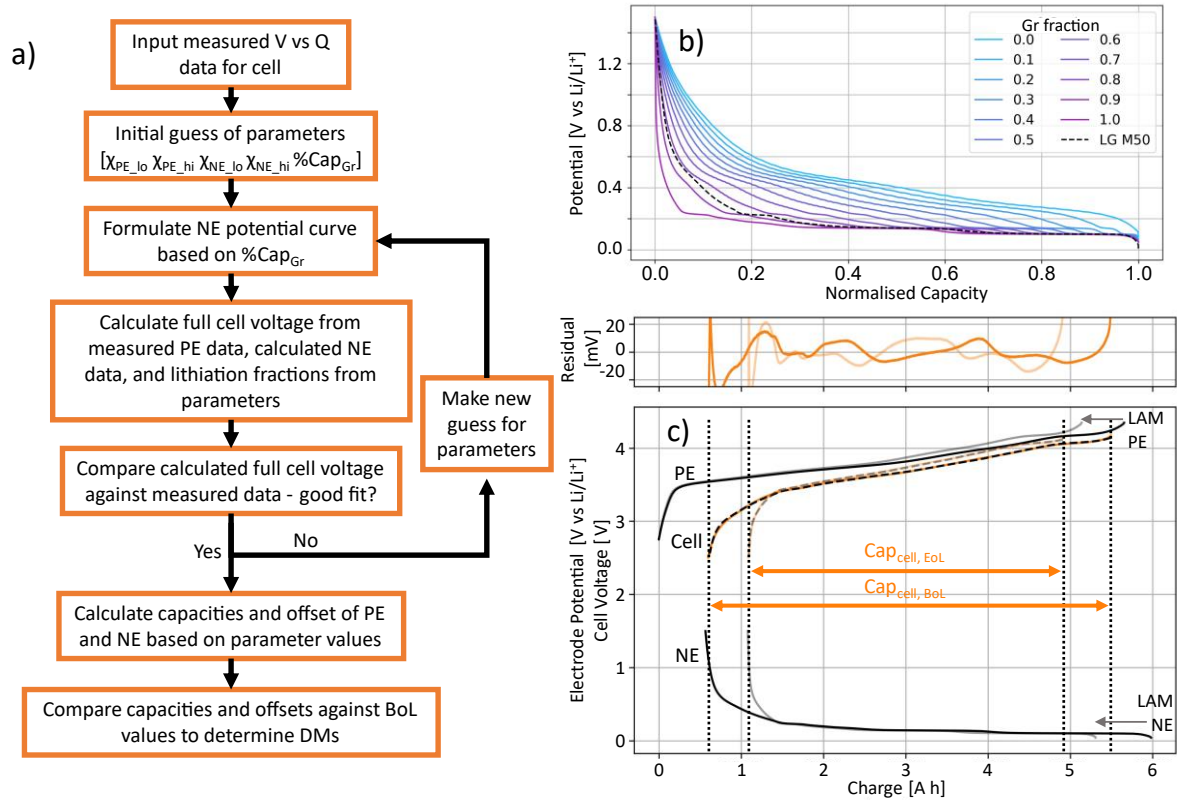 a)
Input measured V vs Q
data for cell
Initial guess of parameters
[χPE_lo χPE_hi χNE_lo χNE_hi %CapGr]
Formulate NE potential curve
based on %CapGr
Calculate full cell voltage from
measured PE data, calculated NE
data, and lithiation fractions from
parameters
Make new
guess for
parameters
Compare calculated full cell voltage
against measured data - good fit?
Yes
No
Calculate capacities and offset of PE
and NE based on parameter values
Compare capacities and offsets against BoL
values to determine DMs
b)
Gr fraction
0.0
0.1
0.2
0.3
0.4
0.5
0.6
0.7
0.8
0.9
1.0
LG M50
Potential [V vs Li/Li⁺]
1.2
0.8
0.4
0.0
0.0
0.2
0.4
0.6
0.8
1.0
Normalised Capacity
Residual
[mV]
20
0
-20
c)
LAM
PE
PE
Cell
Capcell, EoL
Capcell, BoL
NE
LAM
NE
Electrode Potential [V vs Li/Li⁺]
Cell Voltage [ V]
4
3
2
1
0
0
1
2
3
4
5
6
Charge [A h]